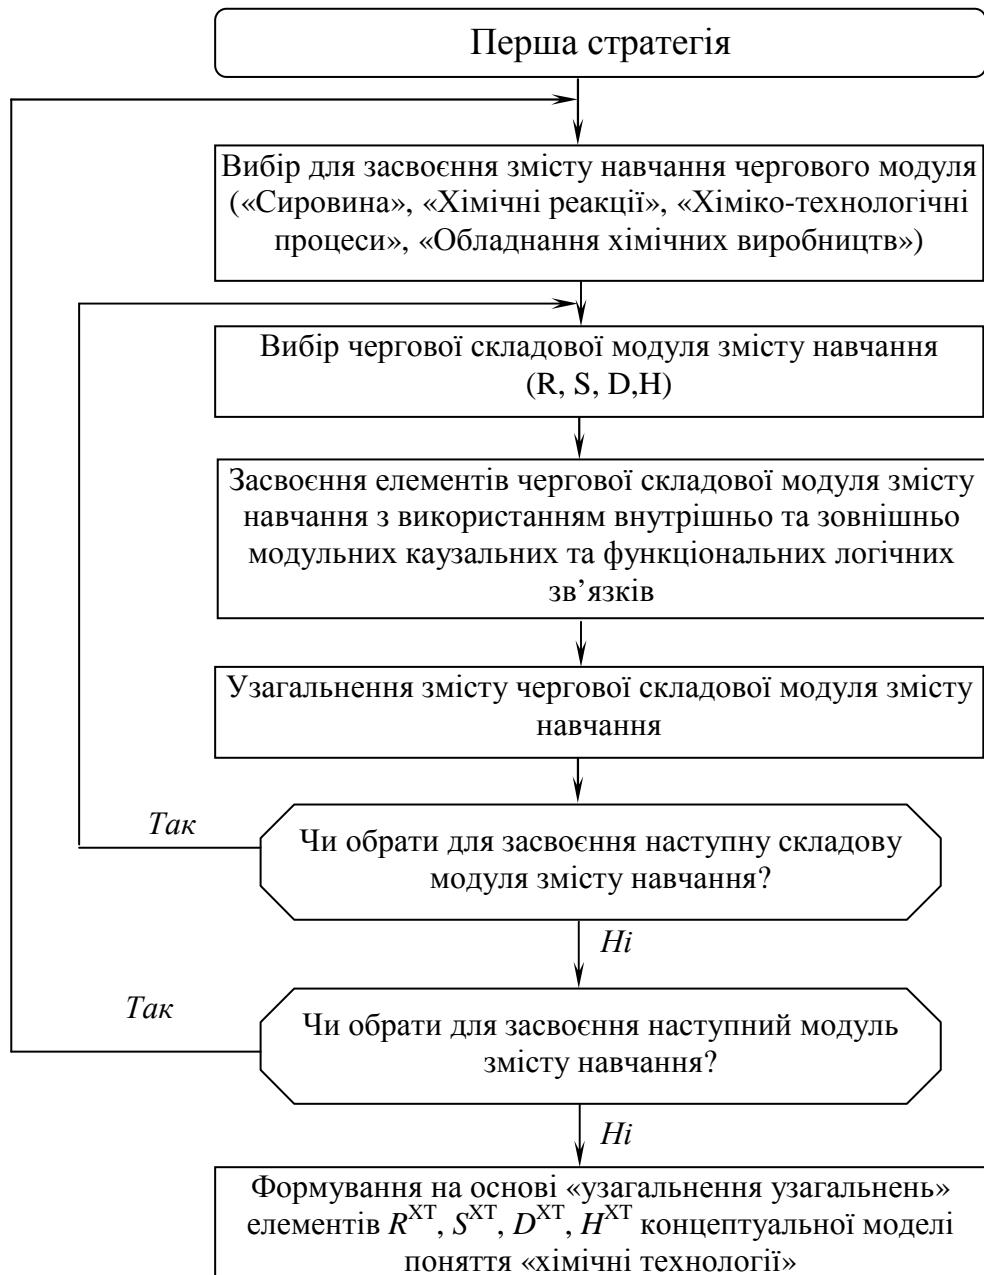 Перша стратегія
Вибір для засвоєння змісту навчання чергового модуля
(«Сировина», «Хімічні реакції», «Хіміко-технологічні
процеси», «Обладнання хімічних виробництв»)
Вибір чергової складової модуля змісту навчання
(R, S, D,H)
Засвоєння елементів чергової складової модуля змісту
навчання з використанням внутрішньо та зовнішньо
модульних каузальних та функціональних логічних
зв’язків
Узагальнення змісту чергової складової модуля змісту
навчання
Так
Чи обрати для засвоєння наступну складову
модуля змісту навчання?
Ні
Так
Чи обрати для засвоєння наступний модуль
змісту навчання?
Ні
Формування на основі «узагальнення узагальнень»
елементів R^ХТ, S^ХТ, D^ХТ, H^ХТ концептуальної моделі
поняття «хімічні технології»